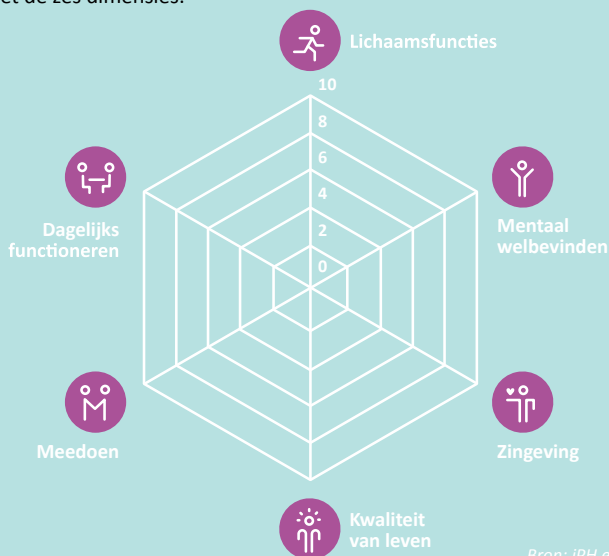 et de zes dimensies.
Lichaamsfuncties
10
8
6
4
2
0
Dagelijks
functioneren
Mentaal
welbevinden
Meedoen
Zingeving
Kwaliteit
van leven
Bron: iPH